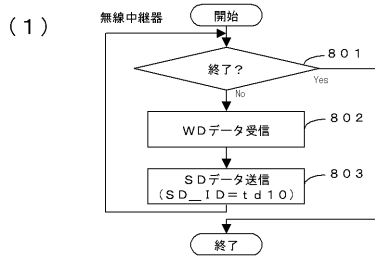 (1)
無線中継器
開始
終了?
801
Yes
No
WDデータ受信
802
SDデータ送信
(SD_ID=td10)
803
終了